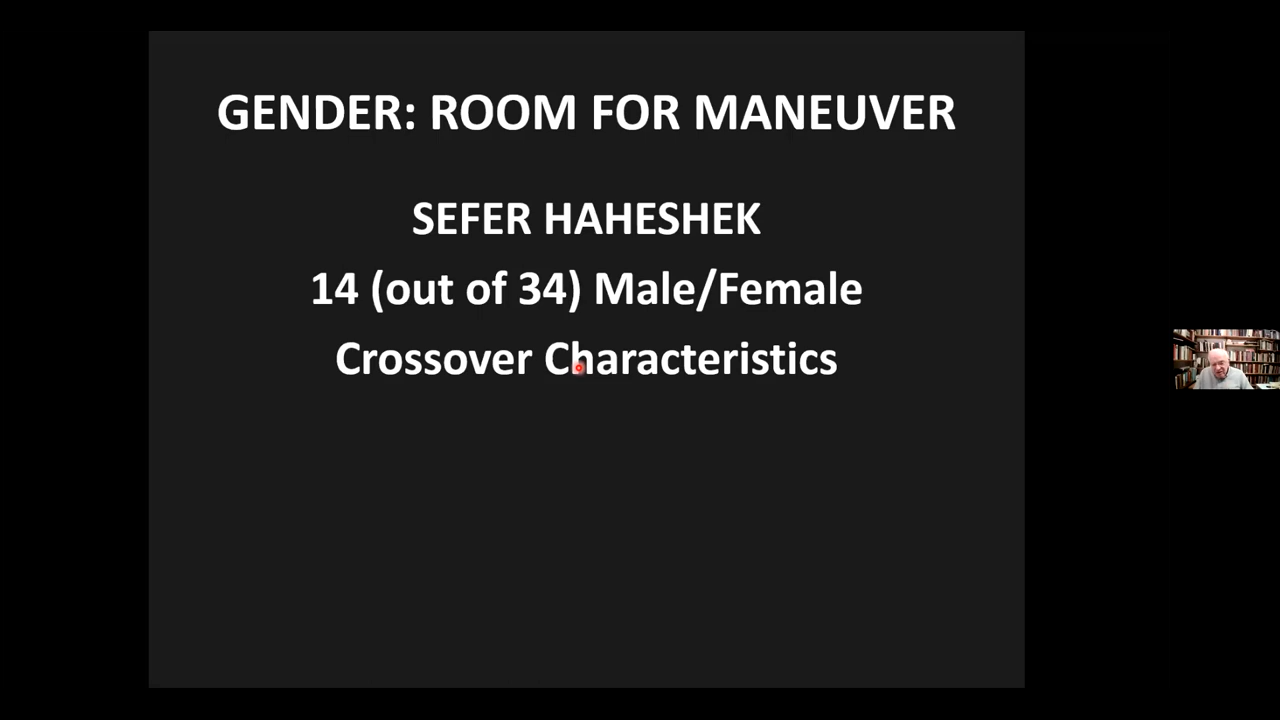 GENDER: ROOM FOR MANEUVER
SEFER HAHESHEK
14 (out of 34) Male/Female
Crossover Characteristics